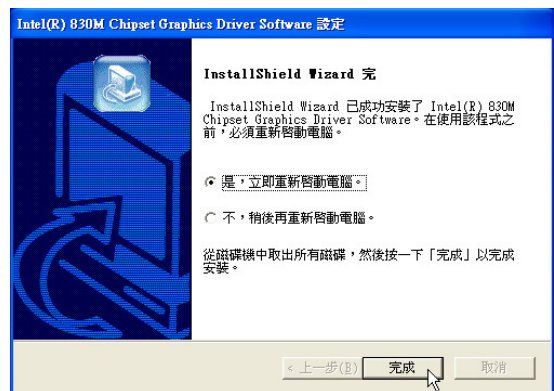 Intel(R) 830M Chipset Graphics Driver Software 設定
InstallShield Wizard 完
InstallShield Wizard 已成功安裝了 Intel(R) 830M
Chipset Graphics Driver Software。在使用該程式之
前，必須重新啓動電腦。
是，立即重新啓動電腦。
不，稍後再重新啓動電腦。
從磁碟機中取出所有磁碟，然後按一下「完成」以完成
安裝。
< 上一步(B)
完成
取消